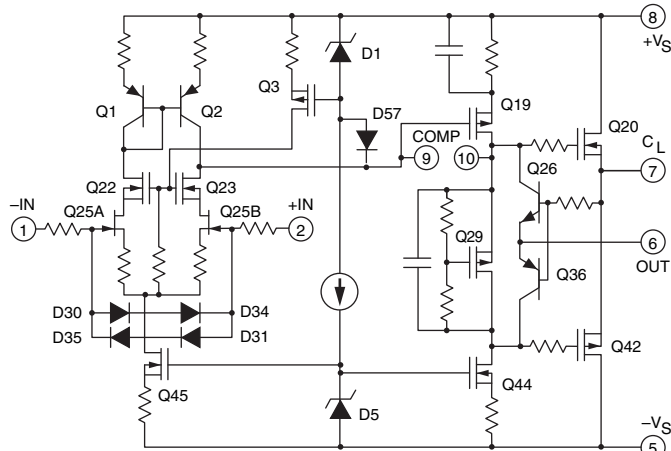 8
+VS
D1
Q3
Q1
Q2
Q19
D57
Q20
CL
COMP
9
10
Q26
7
Q22
Q23
–IN
Q25A
Q25B
+IN
1
2
Q29
6
OUT
Q36
D30
D34
D35
D31
Q42
Q45
Q44
D5
–VS
5